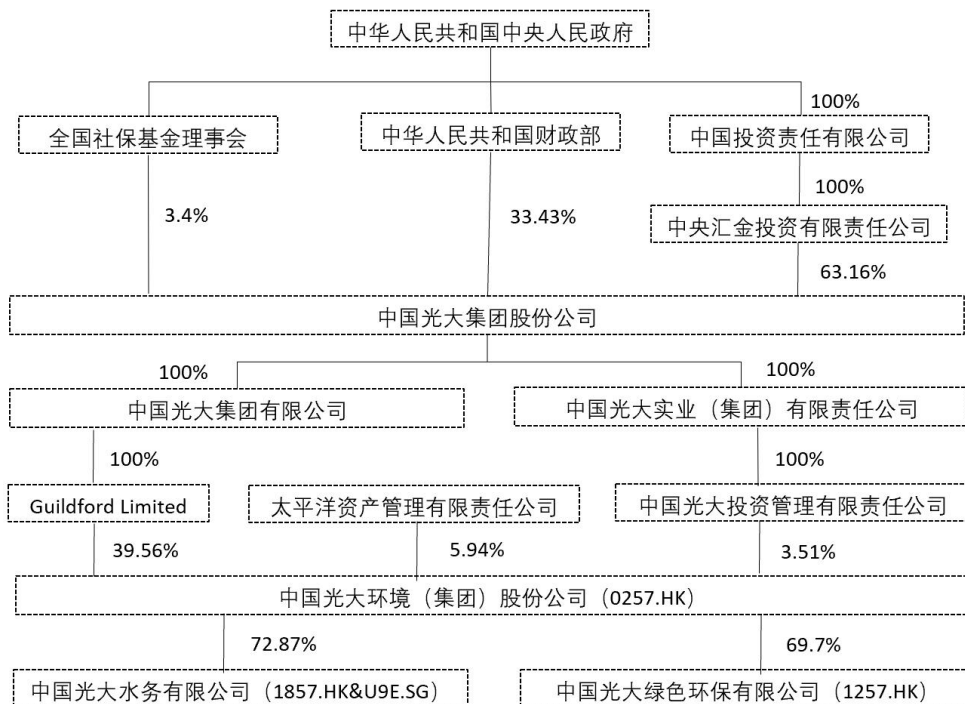 中华人民共和国中央人民政府
100%
全国社保基金理事会
中华人民共和国财政部
中国投资责任有限公司
100%
3.4%
33.43%
中央汇金投资有限责任公司
63.16%
中国光大集团股份公司
100%
100%
中国光大集团有限公司
中国光大实业（集团）有限责任公司
100%
100%
Guildford Limited
太平洋资产管理有限责任公司
中国光大投资管理有限责任公司
39.56%
5.94%
3.51%
中国光大环境（集团）股份公司（0257.HK）
72.87%
69.7%
中国光大水务有限公司（1857.HK&U9E.SG）
中国光大绿色环保有限公司（1257.HK）